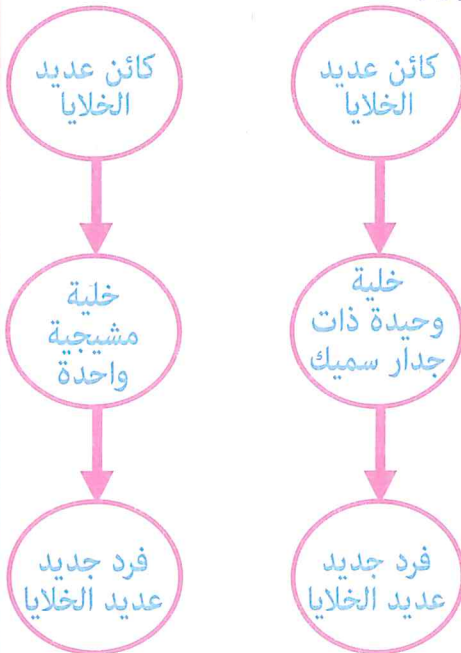 كائن عديد
الخلايا
خلية
وحيدة ذات
جدار سميك
فرد جديد
عديد الخلايا
كائن عديد
الخلايا
خلية
مشيجية
واحدة
فرد جديد
عديد الخلايا